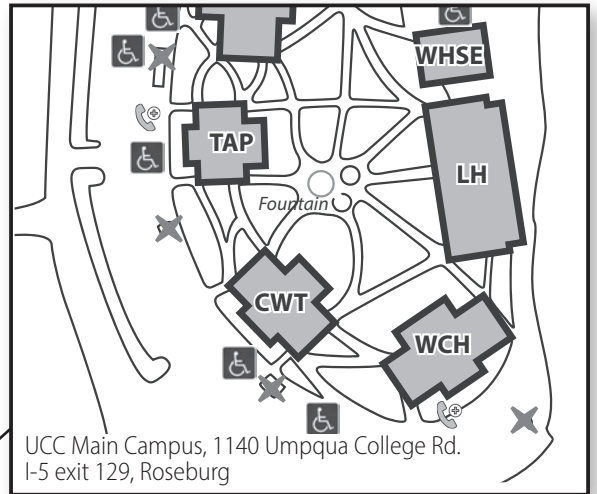 WHSE
TAP
LH
Fountain
CWT
WCH
UCC Main Campus, 1140 Umpqua College Rd.
I-5 exit 129, Roseburg